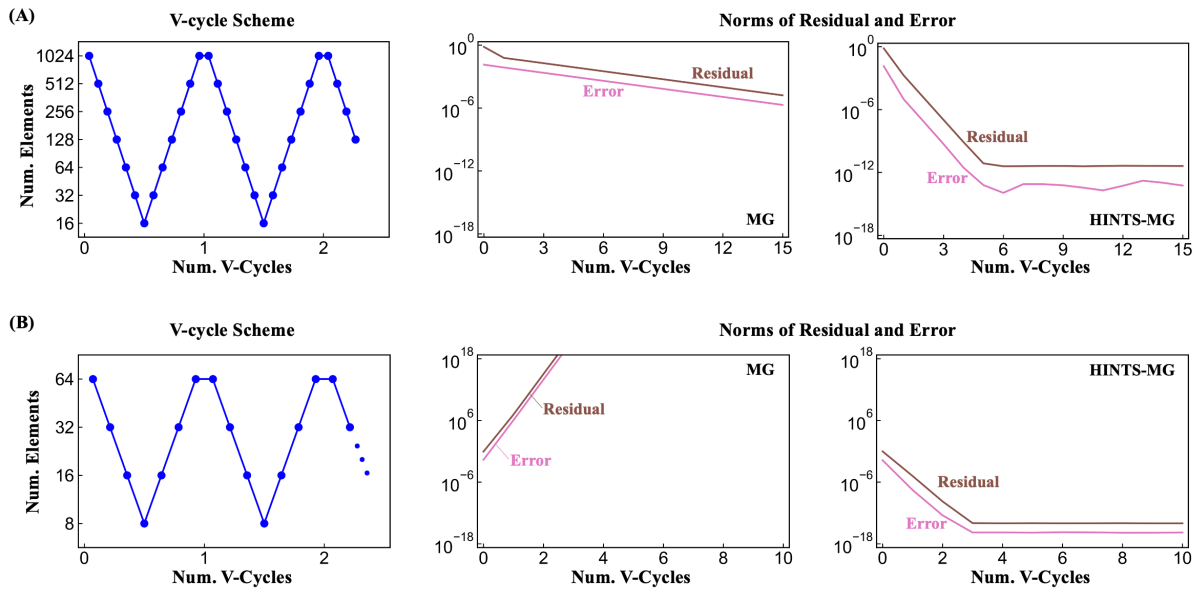 (A)
V-cycle Scheme
Norms of Residual and Error
Num. Elements
1024
512
256
128
64
32
16
0
1
2
Num. V-Cycles
10^0
10^-6
10^-12
10^-18
Residual
Error
MG
0
3
6
9
12
15
Num. V-Cycles
10^0
10^-6
10^-12
10^-18
Residual
Error
HINTS-MG
0
3
6
9
12
15
Num. V-Cycles
(B)
V-cycle Scheme
Norms of Residual and Error
Num. Elements
64
32
16
8
0
1
2
Num. V-Cycles
10^18
10^6
10^-6
10^-18
MG
Residual
Error
0
2
4
6
8
10
Num. V-Cycles
10^18
10^6
10^-6
10^-18
HINTS-MG
Residual
Error
0
2
4
6
8
10
Num. V-Cycles